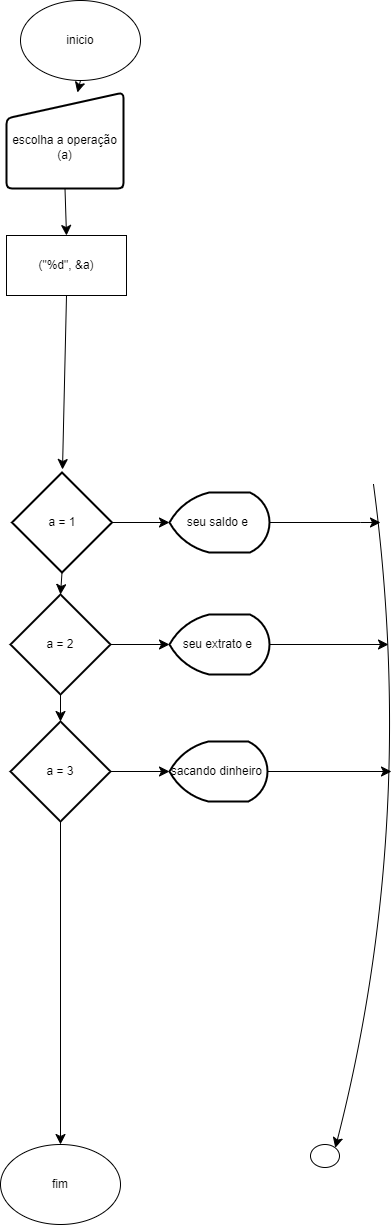 inicio
escolha a operação
(a)
("%d", &a)
a = 1
seu saldo e
a = 2
seu extrato e
a = 3
sacando dinheiro
fim